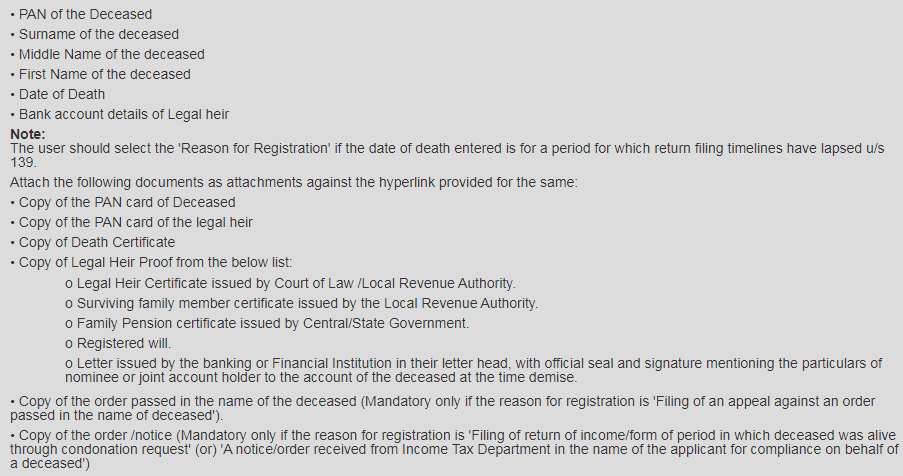 • PAN of the Deceased
• Surname of the deceased
• Middle Name of the deceased
• First Name of the deceased
• Date of Death
• Bank account details of Legal heir
Note:
The user should select the 'Reason for Registration' if the date of death entered is for a period for which return filing timelines have lapsed u/s
139.
Attach the following documents as attachments against the hyperlink provided for the same:
• Copy of the PAN card of Deceased
• Copy of the PAN card of the legal heir
• Copy of Death Certificate
• Copy of Legal Heir Proof from the below list:
o Legal Heir Certificate issued by Court of Law /Local Revenue Authority.
o Surviving family member certificate issued by the Local Revenue Authority.
o Family Pension certificate issued by Central/State Government.
o Registered will.
o Letter issued by the banking or Financial Institution in their letter head, with official seal and signature mentioning the particulars of
nominee or joint account holder to the account of the deceased at the time demise.
• Copy of the order passed in the name of the deceased (Mandatory only if the reason for registration is 'Filing of an appeal against an order
passed in the name of deceased').
• Copy of the order /notice (Mandatory only if the reason for registration is 'Filing of return of income/form of period in which deceased was alive
through condonation request' (or) 'A notice/order received from Income Tax Department in the name of the applicant for compliance on behalf of
a deceased')